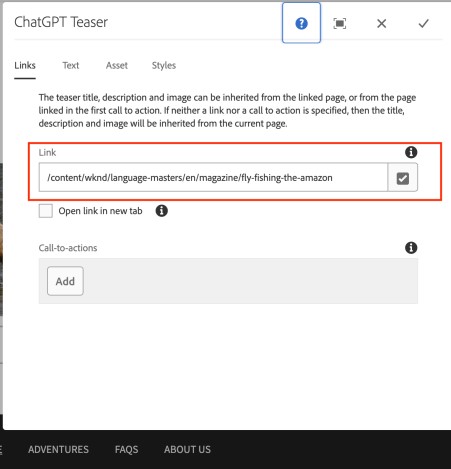 ChatGPT Teaser
Links Text Asset Styles
The teaser title, description and image can be inherited from the linked page, or from the page
linked in the first call to action. If neither a link nor a call to action is specified, then the title,
description and image will be inherited from the current page.
Link
/content/wknd/language-masters/en/magazine/fly-fishing-the-amazon
Open link in new tab
Call-to-actions
Add
ADVENTURES FAQS ABOUT US